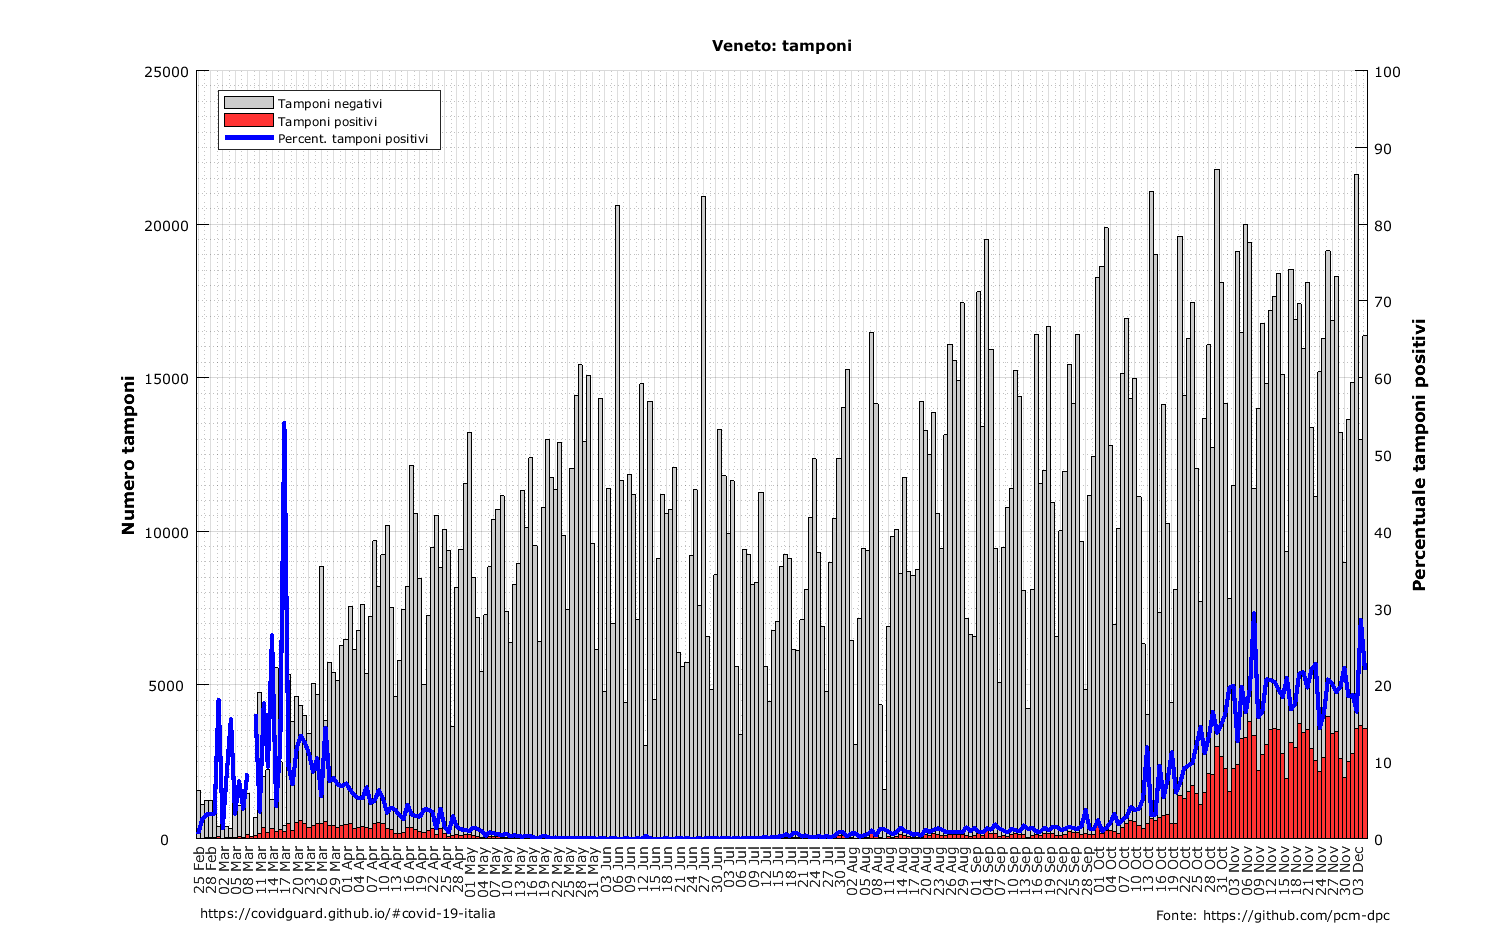 Veneto: tamponi
25000
20000
15000
10000
5000
0
Numero tamponi
Tamponi negativi
Tamponi positivi
Percent. tamponi positivi
100
90
80
70
60
50
40
30
20
10
0
Percentuale tamponi positivi
25 Feb
28 Feb
02 Mar
05 Mar
08 Mar
11 Mar
14 Mar
17 Mar
20 Mar
23 Mar
26 Mar
29 Mar
01 Apr
04 Apr
07 Apr
10 Apr
13 Apr
16 Apr
19 Apr
22 Apr
25 Apr
28 Apr
01 May
04 May
07 May
10 May
13 May
16 May
19 May
22 May
25 May
28 May
31 May
03 Jun
06 Jun
09 Jun
12 Jun
15 Jun
18 Jun
21 Jun
24 Jun
27 Jun
30 Jun
03 Jul
06 Jul
09 Jul
12 Jul
15 Jul
18 Jul
21 Jul
24 Jul
27 Jul
30 Jul
02 Aug
05 Aug
08 Aug
11 Aug
14 Aug
17 Aug
20 Aug
23 Aug
26 Aug
29 Aug
01 Sep
04 Sep
07 Sep
10 Sep
13 Sep
16 Sep
19 Sep
22 Sep
25 Sep
28 Sep
01 Oct
04 Oct
07 Oct
10 Oct
13 Oct
16 Oct
19 Oct
22 Oct
25 Oct
28 Oct
31 Oct
03 Nov
06 Nov
09 Nov
12 Nov
15 Nov
18 Nov
21 Nov
24 Nov
27 Nov
30 Nov
03 Dec
https://covidguard.github.io/#covid-19-italia
Fonte: https://github.com/pcm-dpc